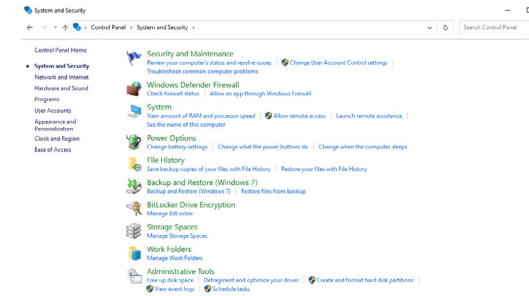 System and Security
Control Panel > System and Security >
Search Control Panel
Control Panel Home
System and Security
Network and Internet
Hardware and Sound
Programs
User Accounts
Appearance and
Personalization
Clock and Region
Ease of Access
Security and Maintenance
Review your computer's status and resolve issues
Change User Account Control settings
Troubleshoot common computer problems
Windows Defender Firewall
Check firewall status
Allow an app through Windows Firewall
System
View amount of RAM and processor speed
Allow remote access
Launch remote assistance
See the name of this computer
Power Options
Change battery settings
Change what the power buttons do
Change when the computer sleeps
File History
Save backup copies of your files with File History
Restore your files with File History
Backup and Restore (Windows 7)
Backup and Restore (Windows 7)
Restore files from backup
BitLocker Drive Encryption
Manage BitLocker
Storage Spaces
Manage Storage Spaces
Work Folders
Manage Work Folders
Administrative Tools
Free up disk space
Defragment and optimize your drives
Create and format hard disk partitions
View event logs
Schedule tasks